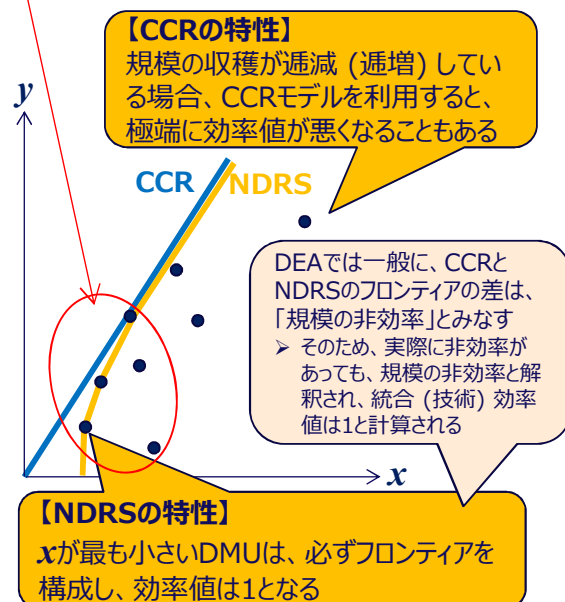 【CCRの特性】
規模の収穫が逓減 (逓増) してい
る場合、CCRモデルを利用すると、
極端に効率値が悪くなることもある
y
CCR
NDRS
DEAでは一般に、CCRと
NDRSのフロンティアの差は、
「規模の非効率」とみなす
➢ そのため、実際に非効率が
あっても、規模の非効率と解
釈され、統合 (技術) 効率
値は1と計算される
x
【NDRSの特性】
xが最も小さいDMUは、必ずフロンティアを
構成し、効率値は1となる